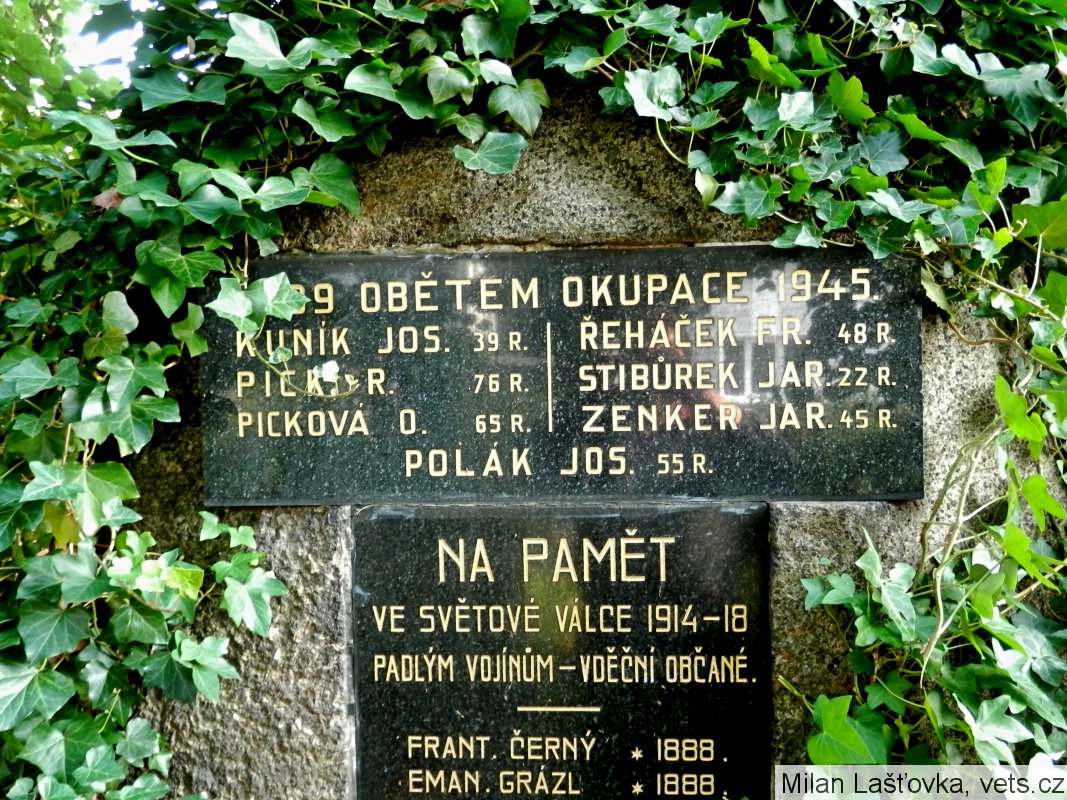 39 OBĚTEM OKUPACE 1945.
KUNÍK JOS. 39 R.
PICK R. 76 R.
PICKOVÁ O. 65 R.
ŘEHÁČEK FR. 48 R.
STIBŮREK JAR. 22 R.
ZENKER JAR. 45 R.
POLÁK JOS. 55 R.
NA PAMĚT
VE SVĚTOVÉ VÁLCE 1914-18
PADLÝM VOJÍNŮM - VDĚČNÍ OBČANÉ.
FRANT. ČERNÝ * 1888.
EMAN. GRÁZL * 1888.
Milan Lašťovka, vets.cz